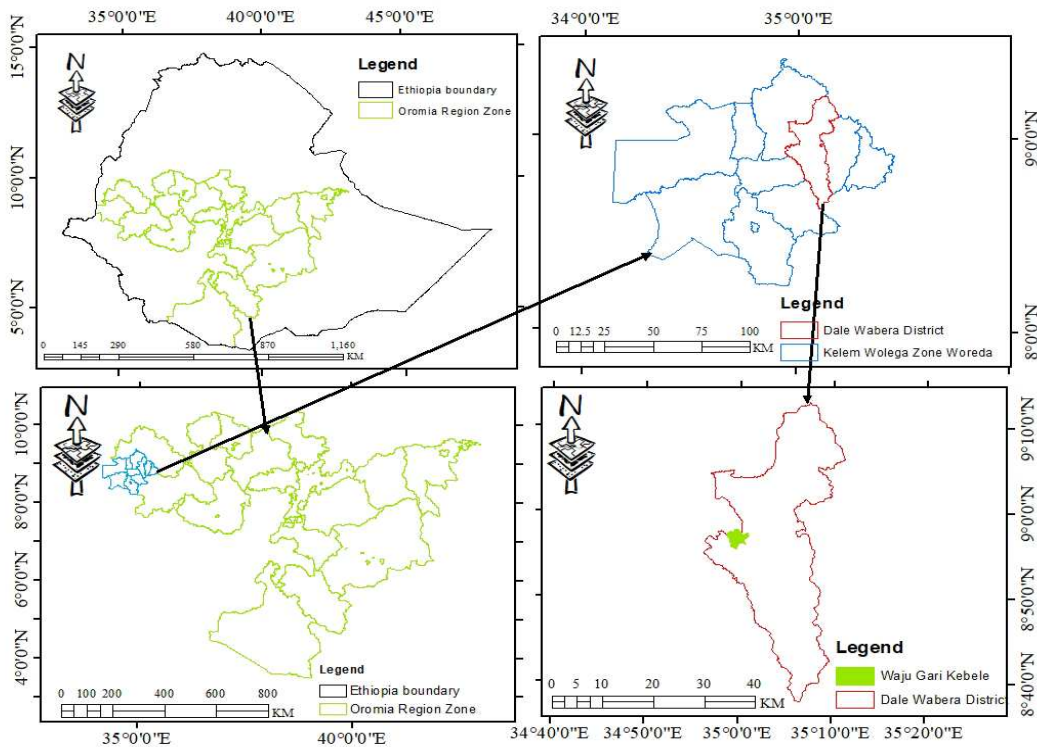 35°0'0"E 40°0'0"E 45°0'0"E
15°0'0"N
10°0'0"N
5°0'0"N
N
Legend
Ethiopia boundary
Oromia Region Zone
0 145 290 580 870 1,160
KM
34°0'0"E 35°0'0"E
N
9°0'0"N
8°0'0"N
Legend
Dale Wabera District
Kelem Wolega Zone Woreda
0 12.5 25 50 75 100
KM
N
10°0'0"N
8°0'0"N
6°0'0"N
4°0'0"N
Legend
Ethiopia boundary
Oromia Region Zone
0 100 200 400 600 800
KM
35°0'0"E 40°0'0"E
N
9°10'0"N
9°0'0"N
8°50'0"N
8°40'0"N
Legend
Waju Gari Kebele
Dale Wabera District
0 5 10 20 30 40
KM
34°40'0"E 34°50'0"E 35°0'0"E 35°10'0"E 35°20'0"E